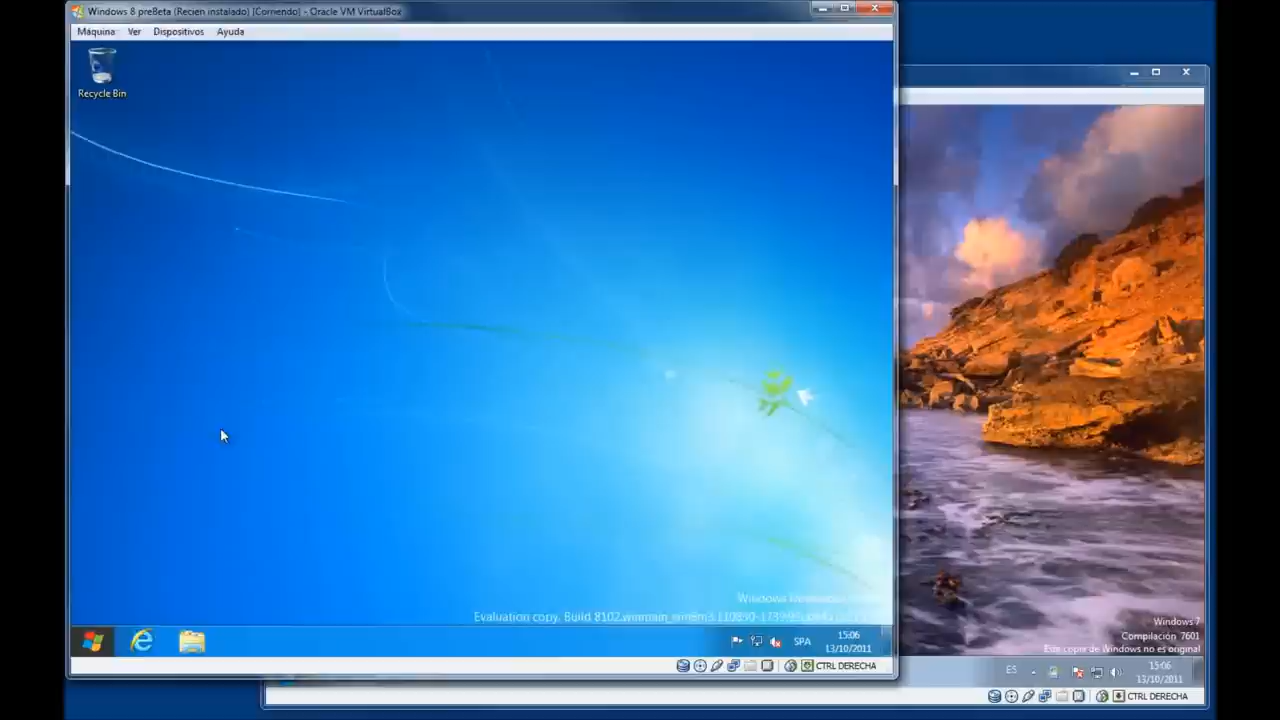 Windows 8 preBeta (Recien instalado) [Corriendo] - Oracle VM VirtualBox
Máquina Ver Dispositivos Ayuda
Recycle Bin
Windows
Evaluation copy. Build 8102.winmain_win8m3
SPA
15:06
13/10/2011
CTRL DERECHA
Windows 7
Compilación 7601
Esta copia de Windows no es original
ES
15:06
13/10/2011
CTRL DERECHA